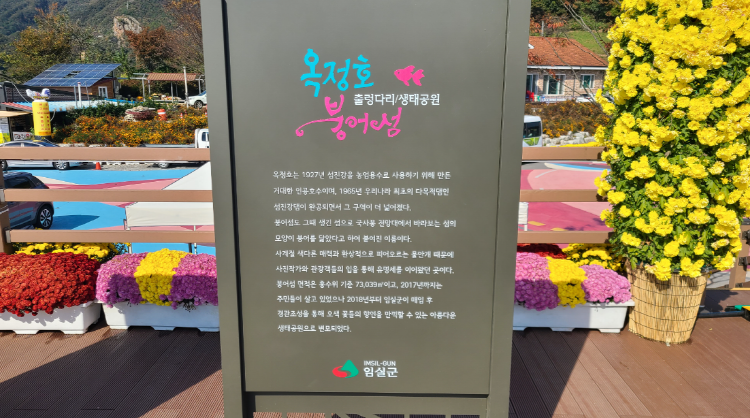 옥정호
출렁다리/생태공원
붕어섬
옥정호는 1927년 섬진강을 농업용수로 사용하기 위해 만든
거대한 인공호수이며, 1965년 우리나라 최초의 다목적댐인
섬진강댐이 완공되면서 그 구역이 더 넓어졌다.
붕어섬도 그때 생긴 섬으로 국사봉 전망대에서 바라보는 섬의
모양이 붕어를 닮았다고 하여 붙여진 이름이다.
사계절 색다른 매력과 환상적으로 피어오르는 물안개 때문에
사진작가와 관광객들의 입을 통해 유명세를 이어왔던 곳이다.
붕어섬 면적은 홍수위 기준 73,039㎡이고, 2017년까지는
주민들이 살고 있었으나 2018년부터 임실군이 매입 후
경관조성을 통해 오색 꽃들의 향연을 만끽할 수 있는 아름다운
생태공원으로 변모되었다.
IMSIL-GUN
임실군